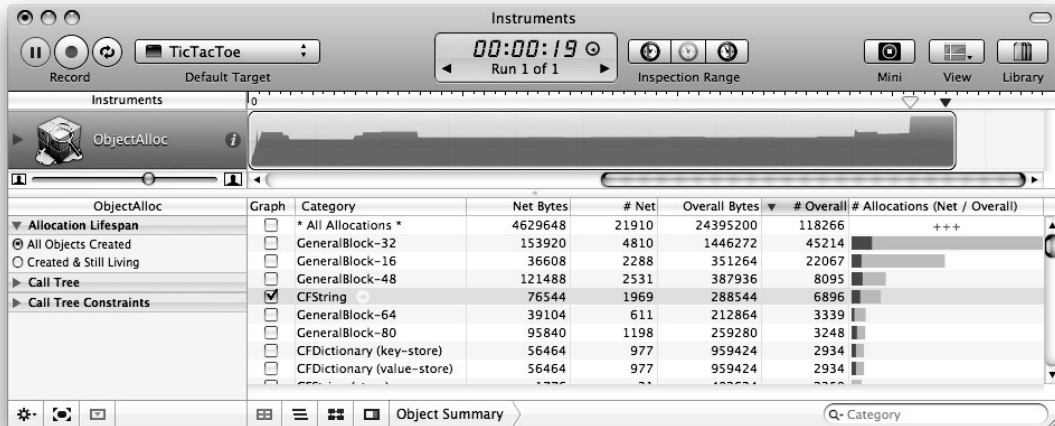 Instruments
TicTacToe
00:00:19
Run 1 of 1
Record
Default Target
Inspection Range
Mini
View
Library
Instruments
0
ObjectAlloc
ObjectAlloc
Graph Category Net Bytes # Net Overall Bytes # Overall # Allocations (Net / Overall)
Allocation Lifespan
All Objects Created
Created & Still Living
Call Tree
Call Tree Constraints
* All Allocations * 4629648 21910 24395200 118266 +++
GeneralBlock-32 153920 4810 1446272 45214
GeneralBlock-16 36608 2288 351264 22067
GeneralBlock-48 121488 2531 387936 8095
CFString 76544 1969 288544 6896
GeneralBlock-64 39104 611 212864 3339
GeneralBlock-80 95840 1198 259280 3248
CFDictionary (key-store) 56464 977 959424 2934
CFDictionary (value-store) 56464 977 959424 2934
Object Summary
Category